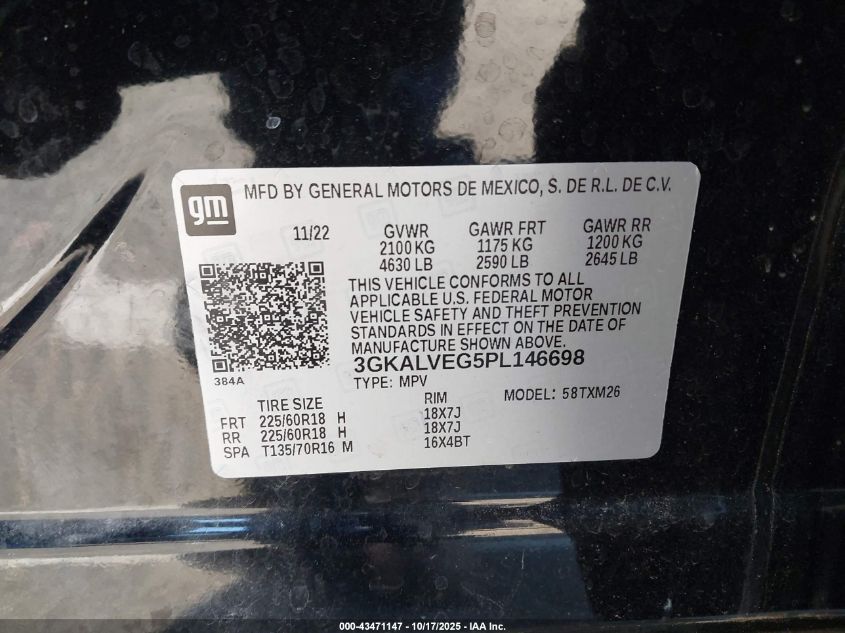 gm
MFD BY GENERAL MOTORS DE MEXICO, S. DE R.L. DE C.V.
11/22 GVWR GAWR FRT GAWR RR
2100 KG 1175 KG 1200 KG
4630 LB 2590 LB 2645 LB
THIS VEHICLE CONFORMS TO ALL
APPLICABLE U.S. FEDERAL MOTOR
VEHICLE SAFETY AND THEFT PREVENTION
STANDARDS IN EFFECT ON THE DATE OF
MANUFACTURE SHOWN ABOVE.
3GKALVEG5PL146698
384A
TYPE: MPV
MODEL: 58TXM26
TIRE SIZE RIM
FRT 225/60R18 H 18X7J
RR 225/60R18 H 18X7J
SPA T135/70R16 M 16X4BT
000-43471147 - 10/17/2025 - IAA Inc.